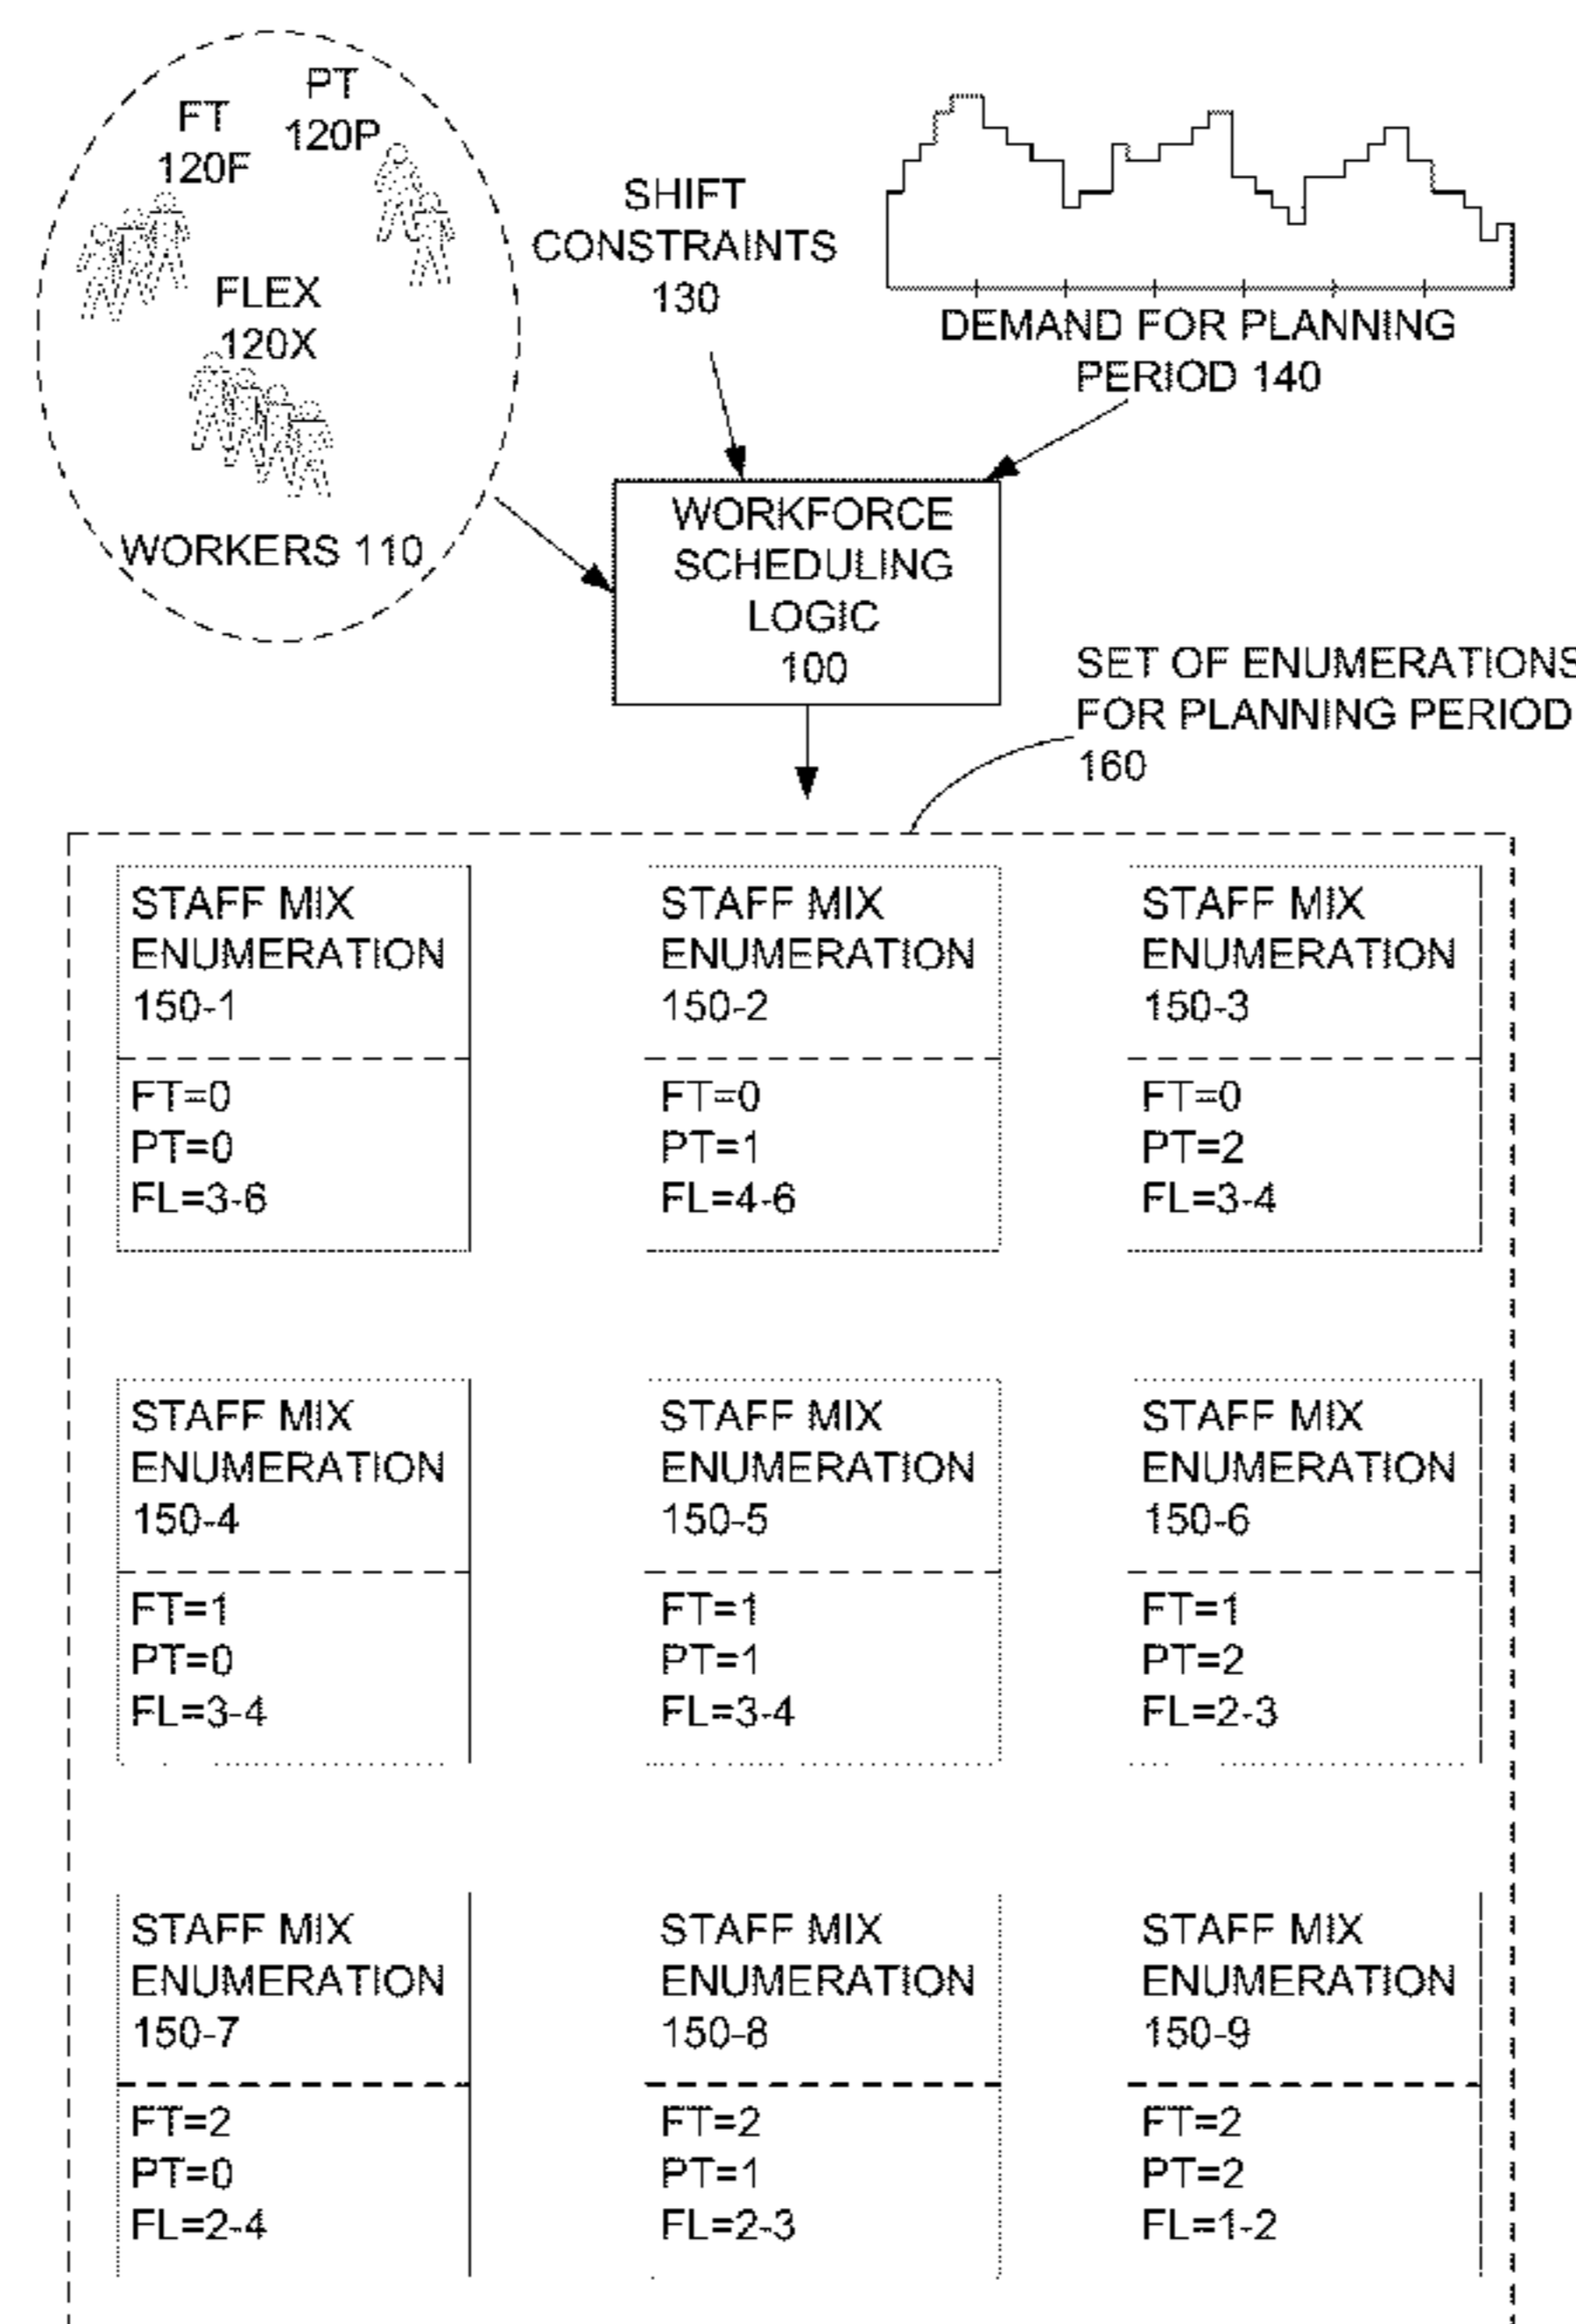 FT
120F
PT
120P
FLEX
120X
WORKERS 110
SHIFT
CONSTRAINTS
130
DEMAND FOR PLANNING
PERIOD 140
WORKFORCE
SCHEDULING
LOGIC
100
SET OF ENUMERATIONS
FOR PLANNING PERIOD
160
STAFF MIX
ENUMERATION
150-1
FT=0
PT=0
FL=3-6
STAFF MIX
ENUMERATION
150-2
FT=0
PT=1
FL=4-6
STAFF MIX
ENUMERATION
150-3
FT=0
PT=2
FL=3-4
STAFF MIX
ENUMERATION
150-4
FT=1
PT=0
FL=3-4
STAFF MIX
ENUMERATION
150-5
FT=1
PT=1
FL=3-4
STAFF MIX
ENUMERATION
150-6
FT=1
PT=2
FL=2-3
STAFF MIX
ENUMERATION
150-7
FT=2
PT=0
FL=2-4
STAFF MIX
ENUMERATION
150-8
FT=2
PT=1
FL=2-3
STAFF MIX
ENUMERATION
150-9
FT=2
PT=2
FL=1-2